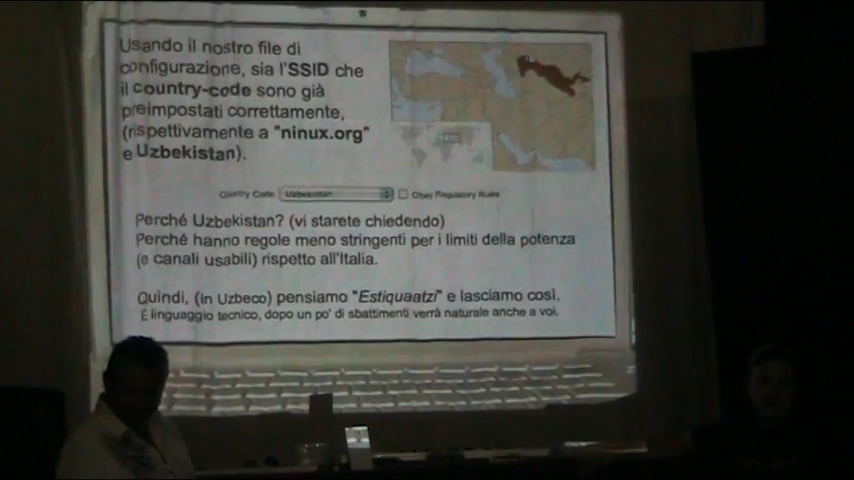 Usando il nostro file di
configurazione, sia l'SSID che
il country-code sono già
preimpostati correttamente,
(rispettivamente a "ninux.org"
e Uzbekistan).
Country Code: Uzbekistan Obey Regulatory Rules
Perché Uzbekistan? (vi starete chiedendo)
Perché hanno regole meno stringenti per i limiti della potenza
(e canali usabili) rispetto all'Italia.
Quindi, (in Uzbeco) pensiamo "Estiquaatzi" e lasciamo così.
È linguaggio tecnico, dopo un po' di sbattimenti verrà naturale anche a voi.